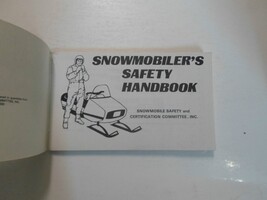 SNOWMOBILER'S
SAFETY
HANDBOOK
SNOWMOBILE SAFETY and
CERTIFICATION COMMITTEE, INC.